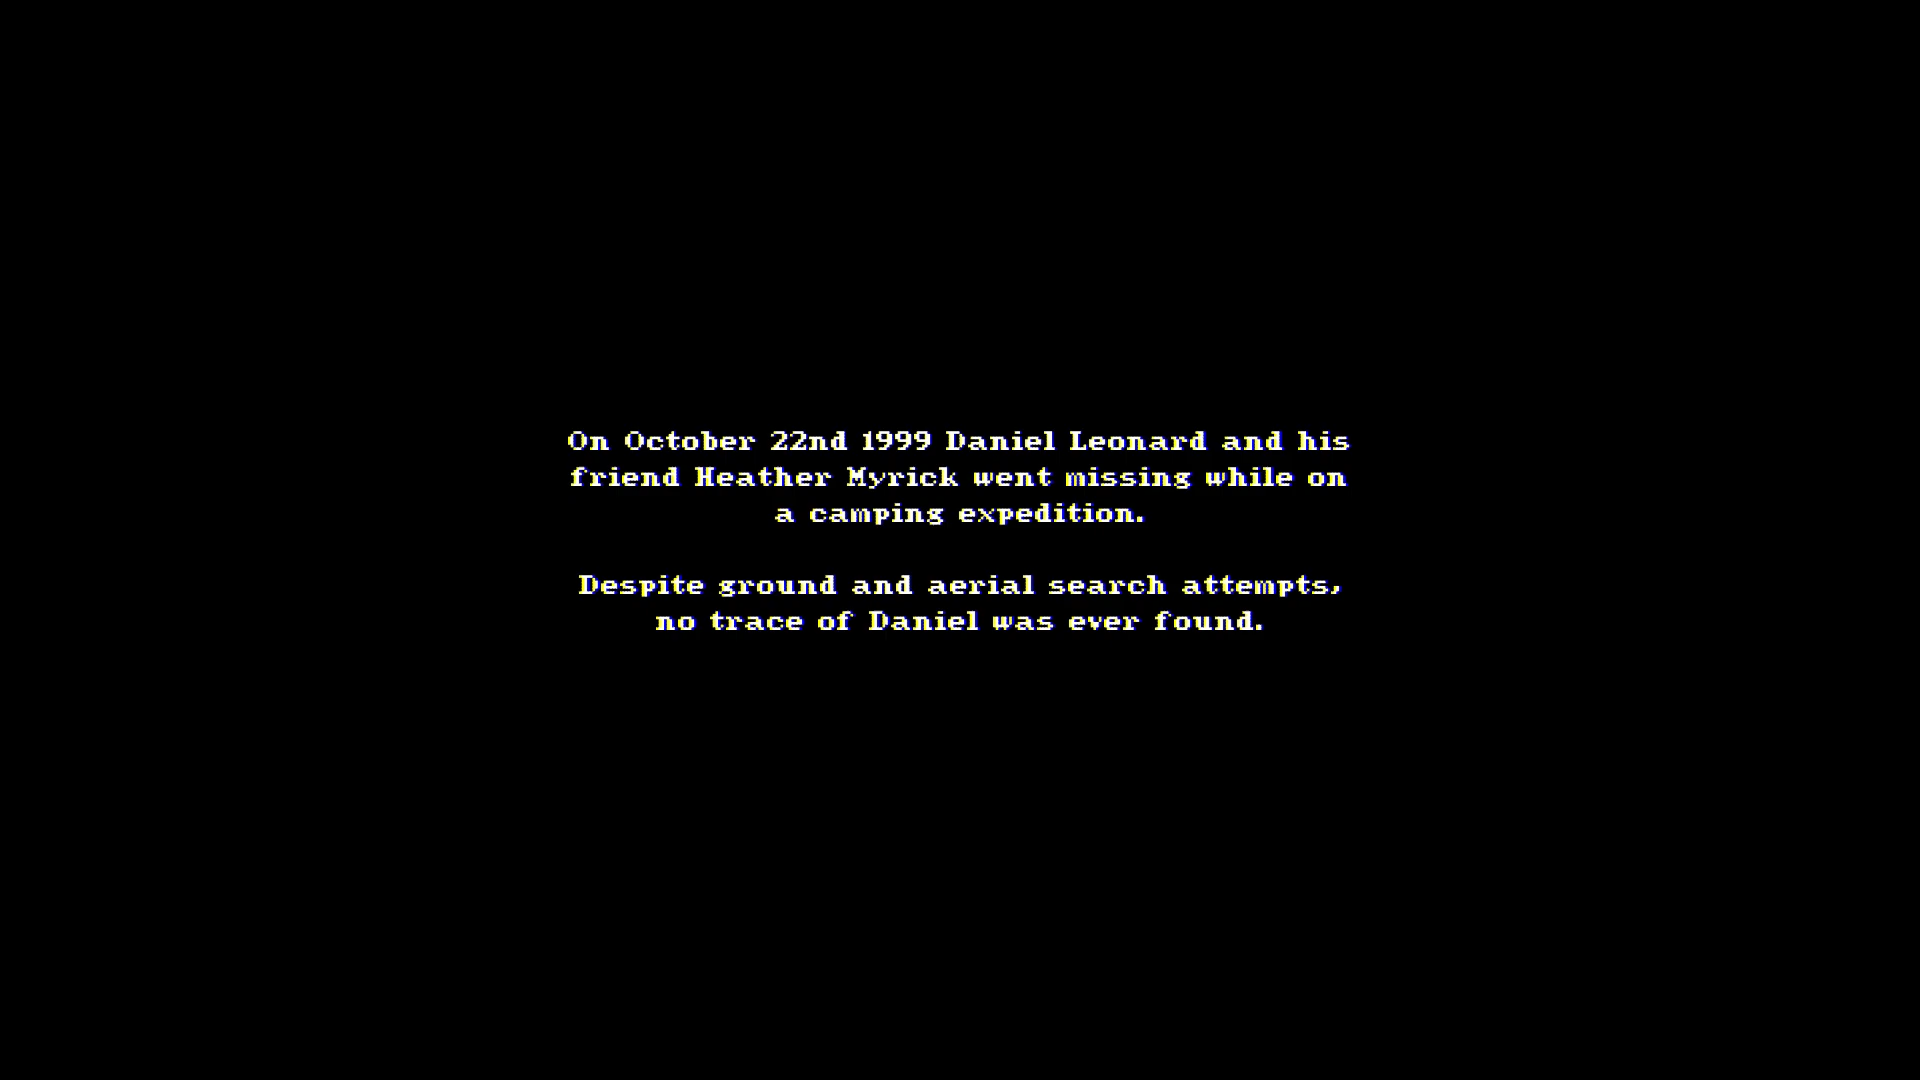 On October 22nd 1999 Daniel Leonard and his
friend Heather Myrick went missing while on
a camping expedition.
Despite ground and aerial search attempts,
no trace of Daniel was ever found.